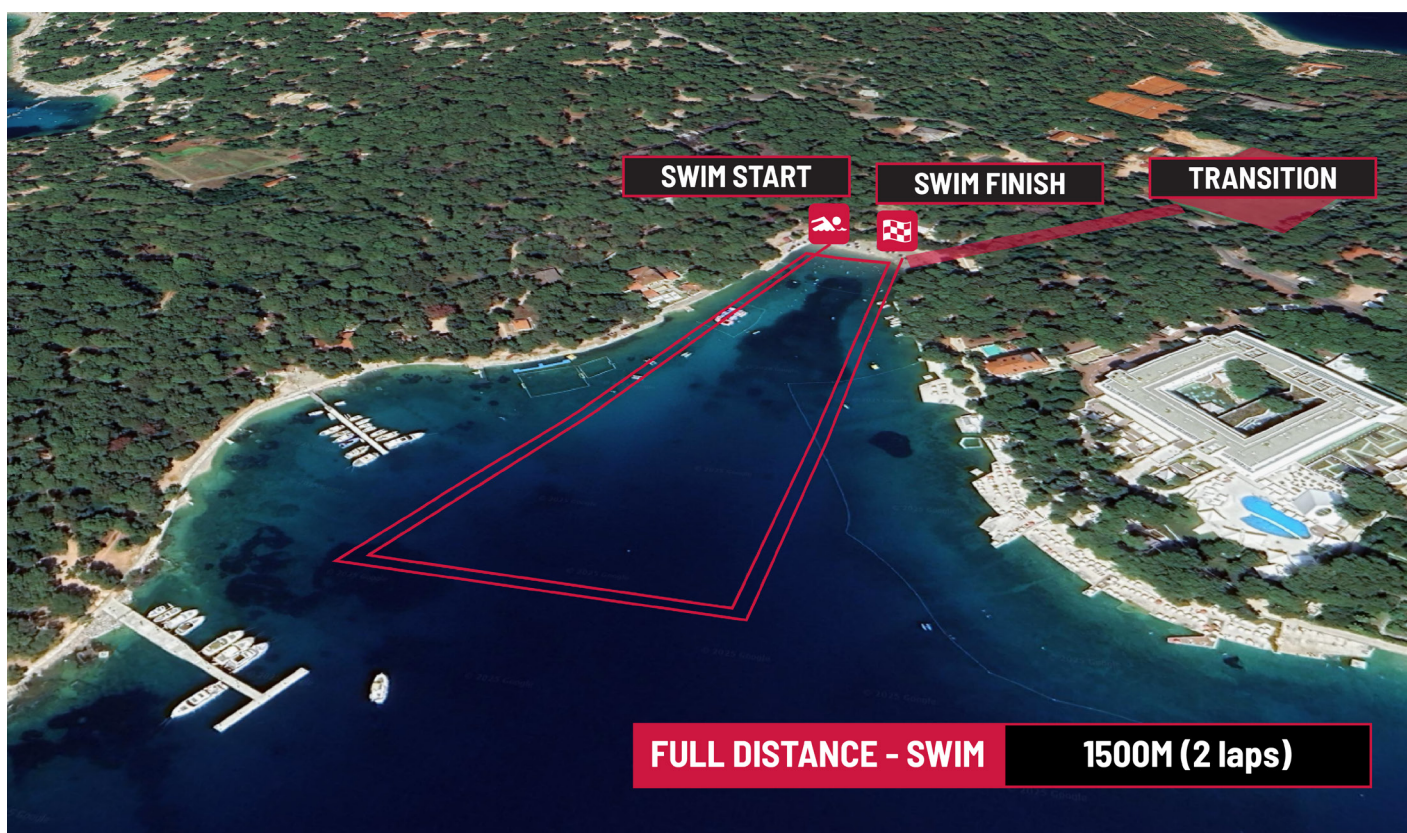 SWIM START
SWIM FINISH
TRANSITION
FULL DISTANCE - SWIM
1500M (2 laps)